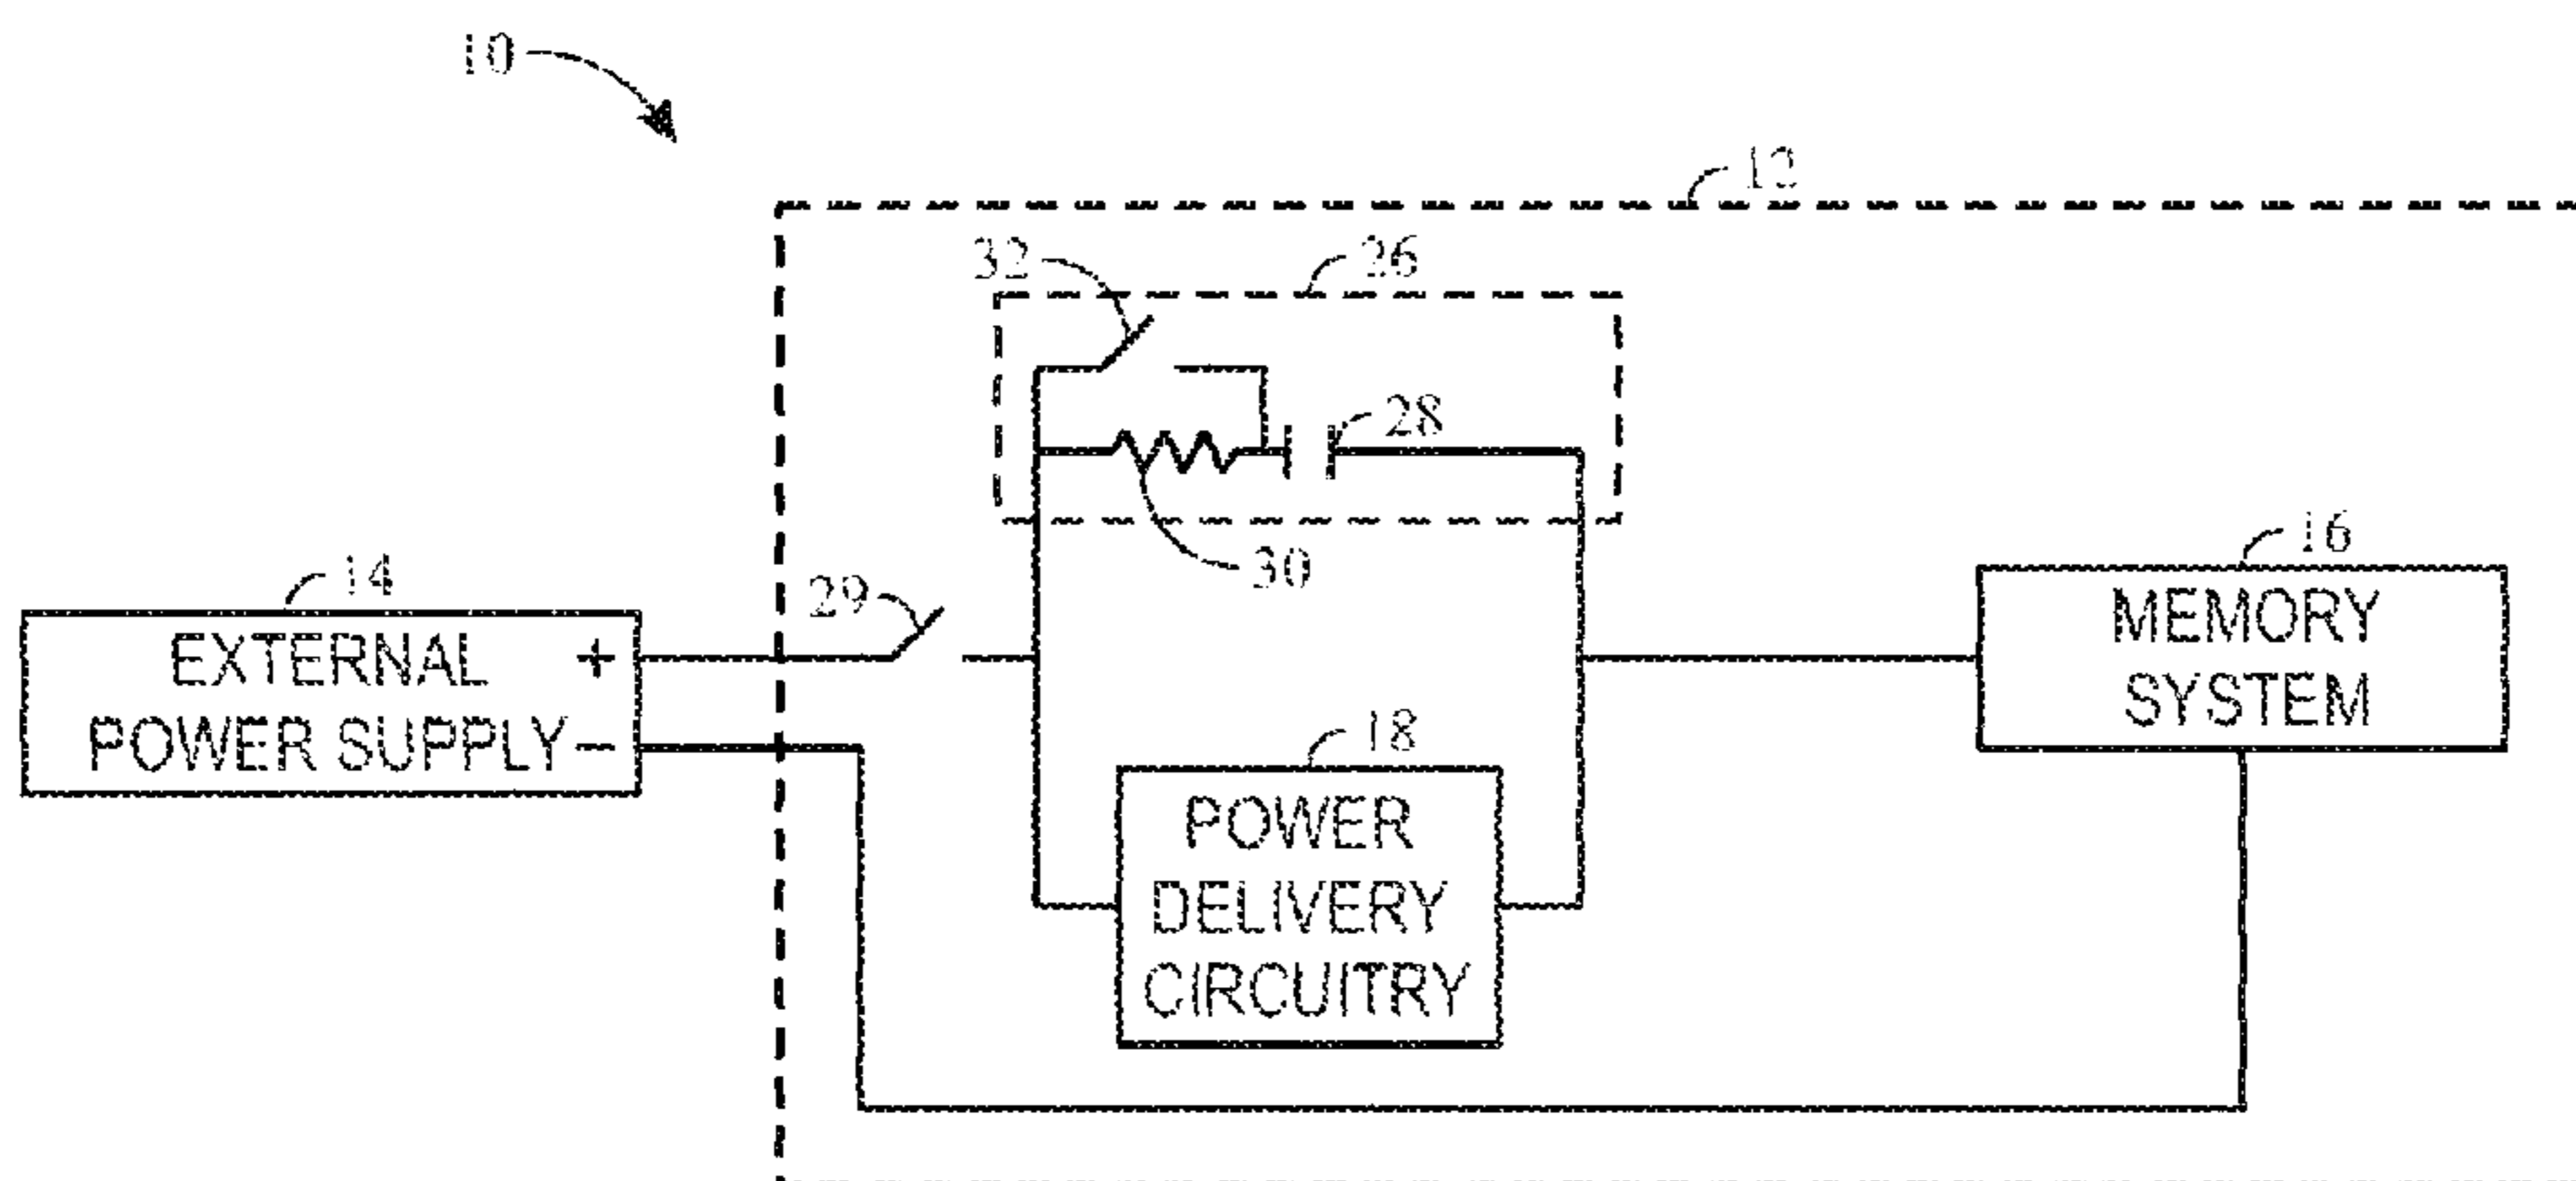 10
12
32
26
28
30
29
14
EXTERNAL +
POWER SUPPLY −
16
MEMORY
SYSTEM
18
POWER
DELIVERY
CIRCUITRY